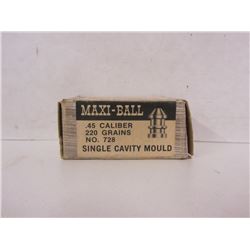 MAXI-BALL
.45 CALIBER
220 GRAINS
NO. 728
SINGLE CAVITY MOULD